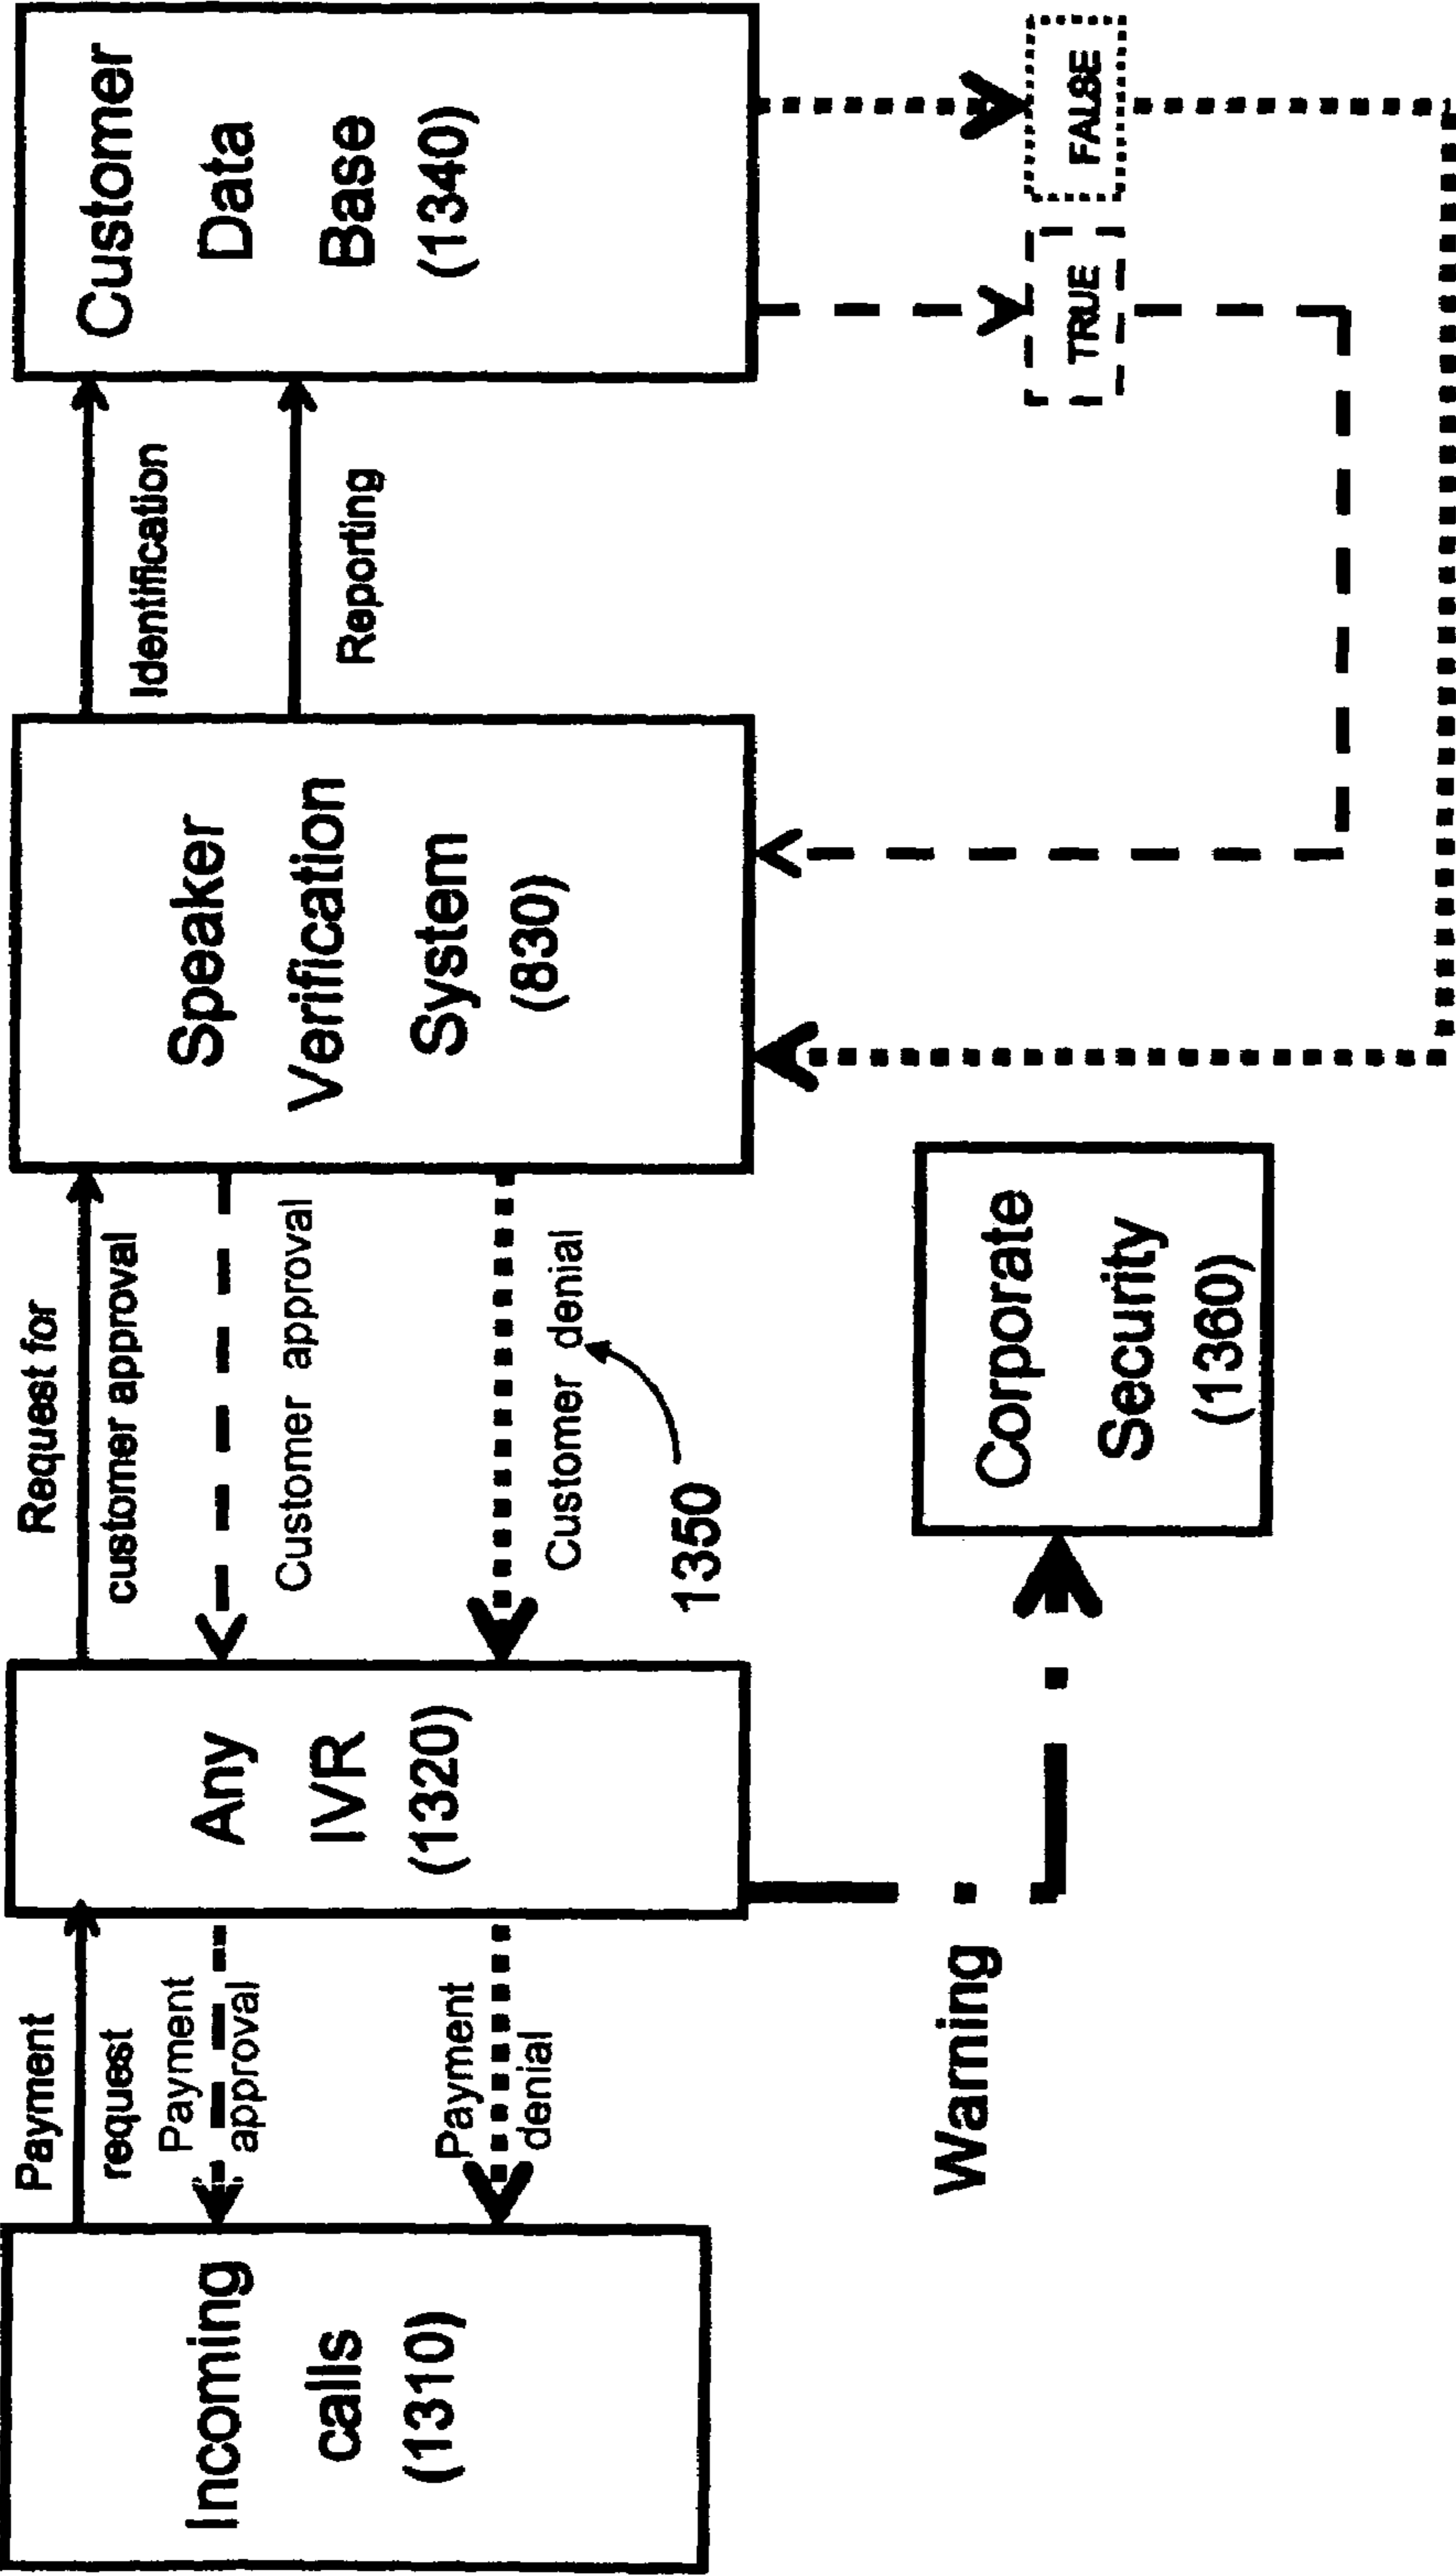 Incoming
calls
(1310)
Payment
request
Payment
approval
Payment
denial
Any
IVR
(1320)
Request for
customer approval
Customer approval
Customer denial
1350
Speaker
Verification
System
(830)
Identification
Reporting
Customer
Data
Base
(1340)
TRUE
FALSE
Warning
Corporate
Security
(1360)